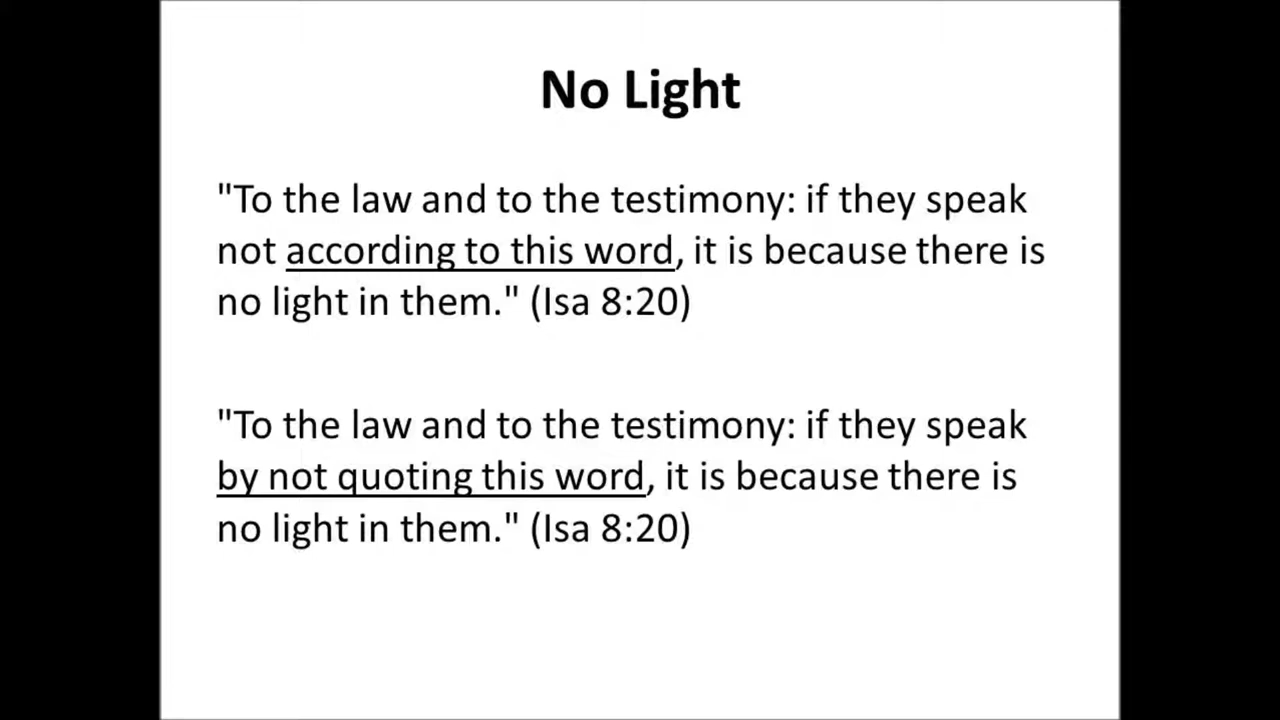 No Light
"To the law and to the testimony: if they speak
not according to this word, it is because there is
no light in them." (Isa 8:20)
"To the law and to the testimony: if they speak
by not quoting this word, it is because there is
no light in them." (Isa 8:20)